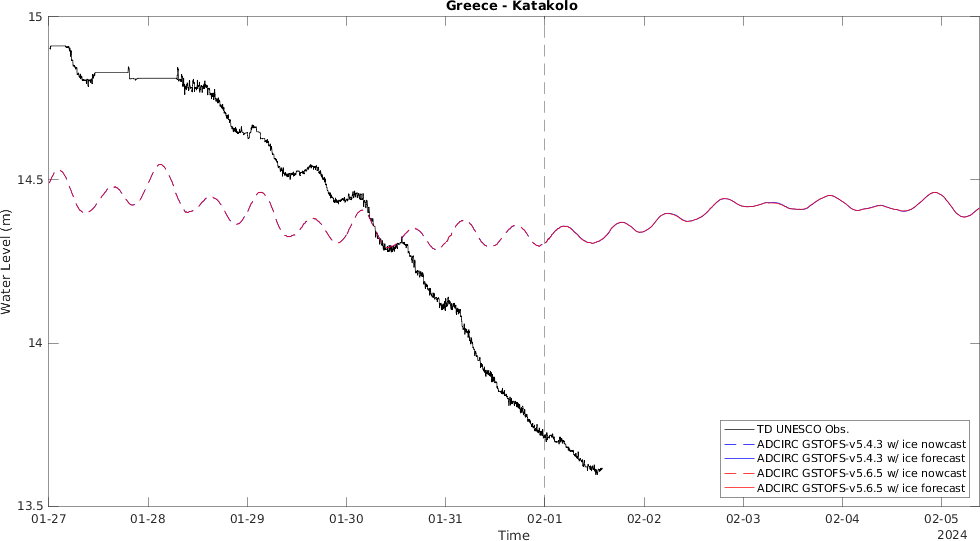 Greece - Katakolo
15
14.5
14
13.5
Water Level (m)
01-27 01-28 01-29 01-30 01-31 02-01 02-02 02-03 02-04 02-05
Time
2024
TD UNESCO Obs.
ADCIRC GSTOFS-v5.4.3 w/ ice nowcast
ADCIRC GSTOFS-v5.4.3 w/ ice forecast
ADCIRC GSTOFS-v5.6.5 w/ ice nowcast
ADCIRC GSTOFS-v5.6.5 w/ ice forecast